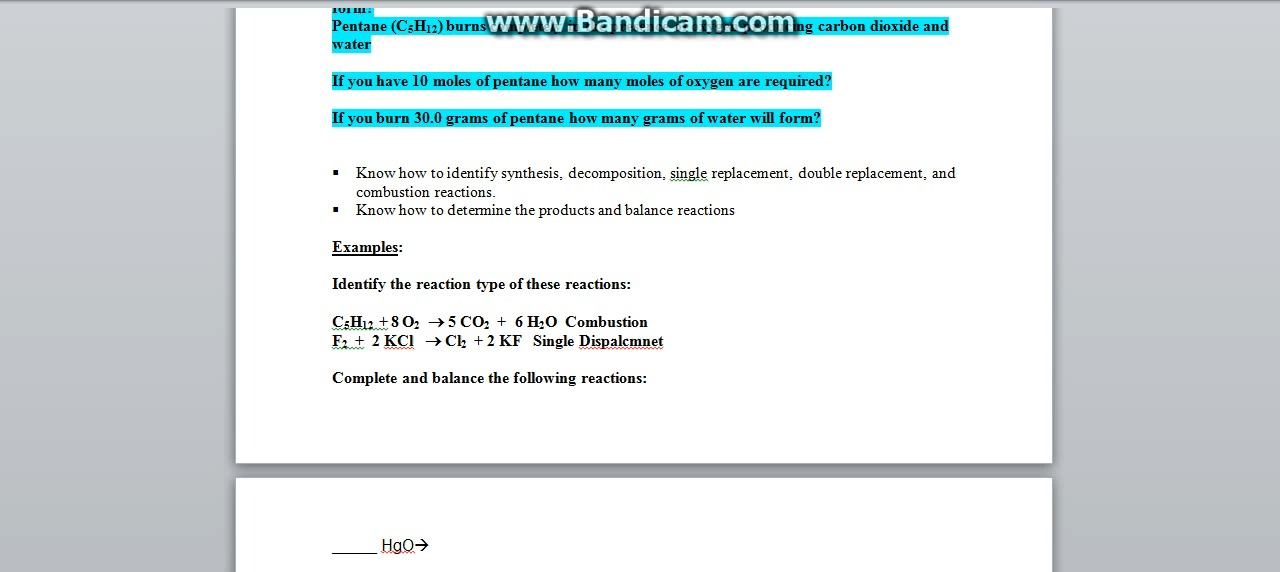 form?
www.Bandicam.com
Pentane (C₅H₁₂) burns carbon dioxide and
water
If you have 10 moles of pentane how many moles of oxygen are required?
If you burn 30.0 grams of pentane how many grams of water will form?
▪ Know how to identify synthesis, decomposition, single replacement, double replacement, and
combustion reactions.
▪ Know how to determine the products and balance reactions
Examples:
Identify the reaction type of these reactions:
C₅H₁₂ + 8 O₂ → 5 CO₂ + 6 H₂O Combustion
F₂ + 2 KCl → Cl₂ + 2 KF Single Dispalcmnet
Complete and balance the following reactions:
_____ HgO→